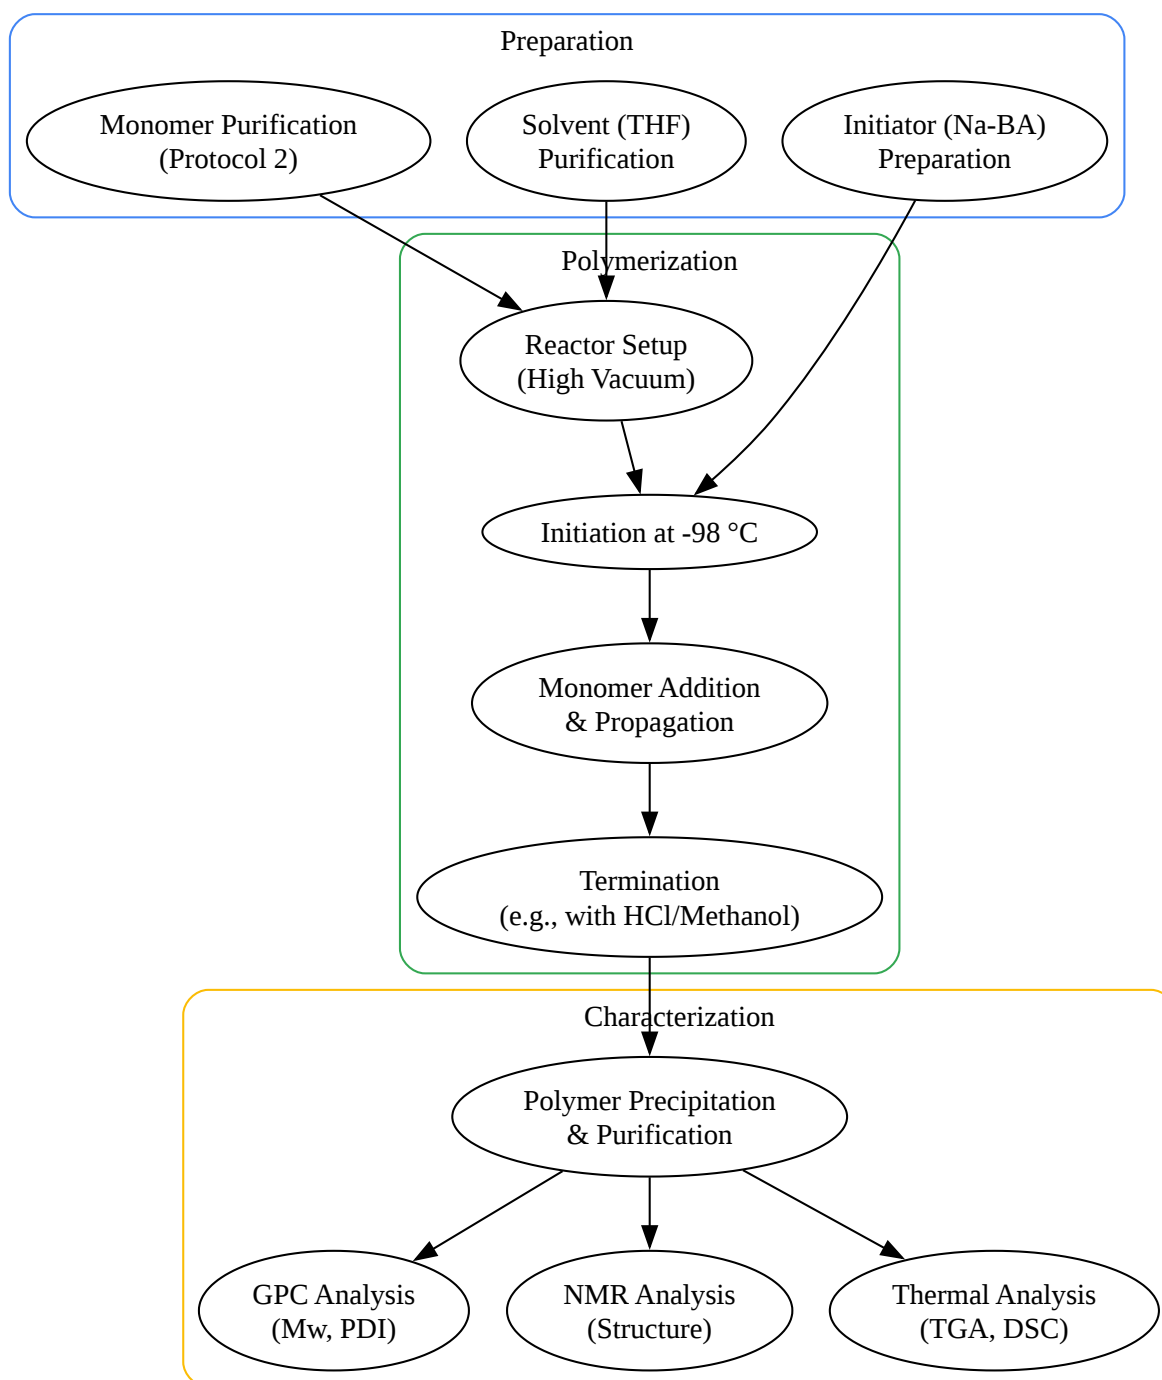 Preparation
Monomer Purification
(Protocol 2)
Solvent (THF)
Purification
Initiator (Na-BA)
Preparation
Polymerization
Reactor Setup
(High Vacuum)
Initiation at -98 °C
Monomer Addition
& Propagation
Termination
(e.g., with HCl/Methanol)
Characterization
Polymer Precipitation
& Purification
GPC Analysis
(Mw, PDI)
NMR Analysis
(Structure)
Thermal Analysis
(TGA, DSC)